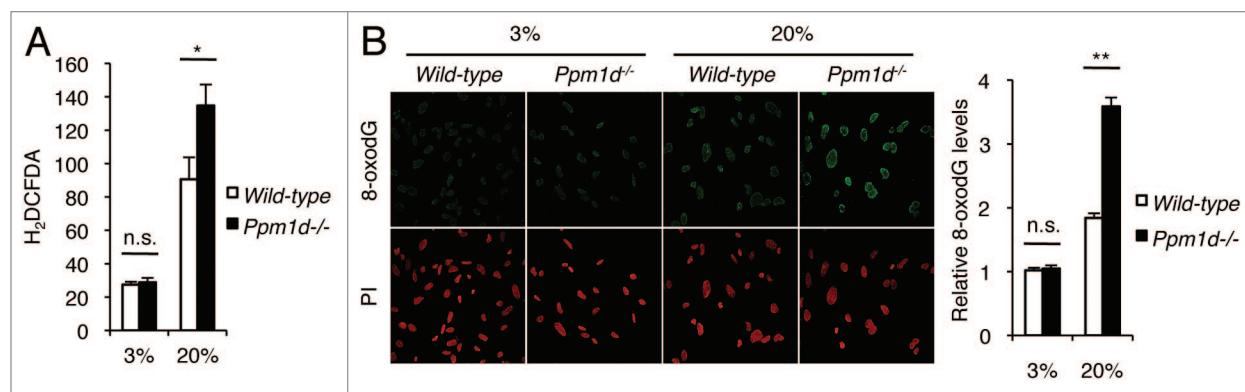 A
*
160
140
120
100
80
60
40
20
0
H₂DCFDA
n.s.
3% 20%
Wild-type
Ppm1d-/-
B
3% 20%
Wild-type Ppm1d-/- Wild-type Ppm1d-/-
8-oxodG
PI
**
4
3
2
1
0
Relative 8-oxodG levels
n.s.
3% 20%
Wild-type
Ppm1d-/-